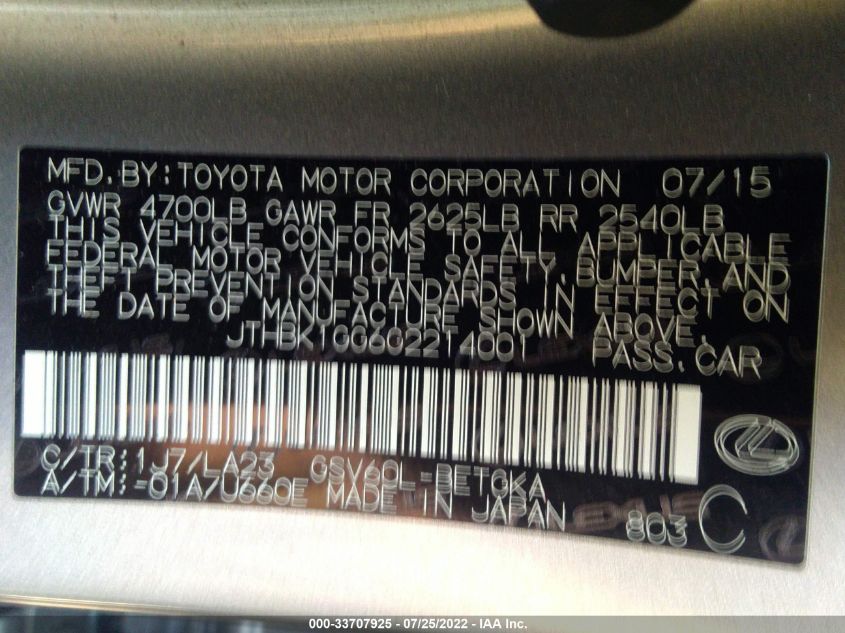 MFD. BY: TOYOTA MOTOR CORPORATION 07/15
GVWR 4700LB GAWR FR 2625LB RR 2540LB
THIS VEHICLE CONFORMS TO ALL APPLICABLE
FEDERAL MOTOR VEHICLE SAFETY, BUMPER, AND
THEFT PREVENTION STANDARDS IN EFFECT ON
THE DATE OF MANUFACTURE SHOWN ABOVE.
JTHBK1GG6G2214001 PASS. CAR
C/TR: 1J7/LA23 GSV60L-BETGKA
A/TM: -01A/U660E MADE IN JAPAN 803
000-33707925 - 07/25/2022 - IAA Inc.